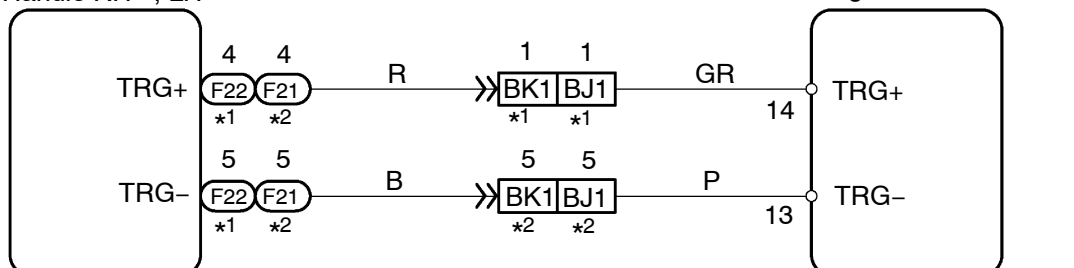 4 4 1 1
TRG+ F22 F21 R BK1 BJ1 GR TRG+
*1 *2 *1 *1 14
5 5 5 5
TRG− F22 F21 B BK1 BJ1 P TRG−
*1 *2 *2 *2 13